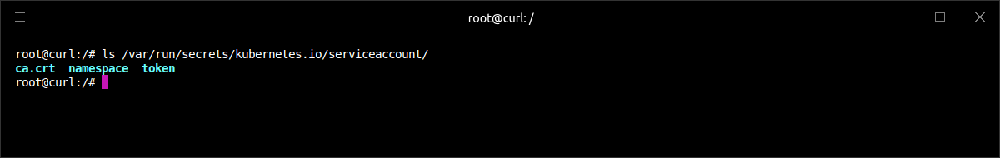 root@curl: /
root@curl:/# ls /var/run/secrets/kubernetes.io/serviceaccount/
ca.crt  namespace  token
root@curl:/#